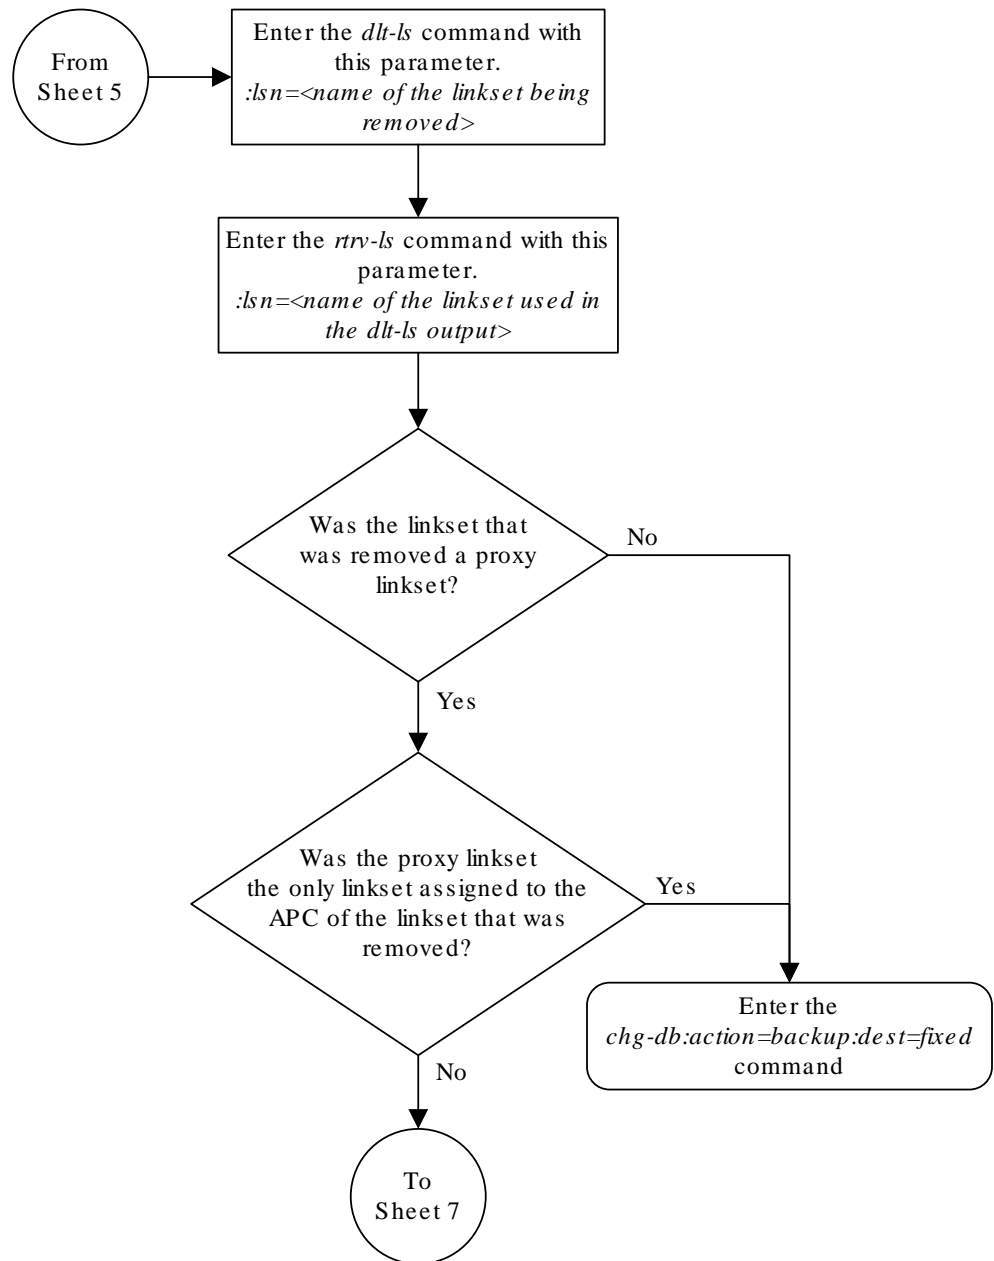 From
Sheet 5
Enter the dlt-ls command with
this parameter.
:lsn=<name of the linkset being
removed>
Enter the rtrv-ls command with this
parameter.
:lsn=<name of the linkset used in
the dlt-ls output>
Was the linkset that
was removed a proxy
linkset?
No
Yes
Was the proxy linkset
the only linkset assigned to the
APC of the linkset that was
removed?
Yes
Enter the
chg-db:action=backup:dest=fixed
command
No
To
Sheet 7